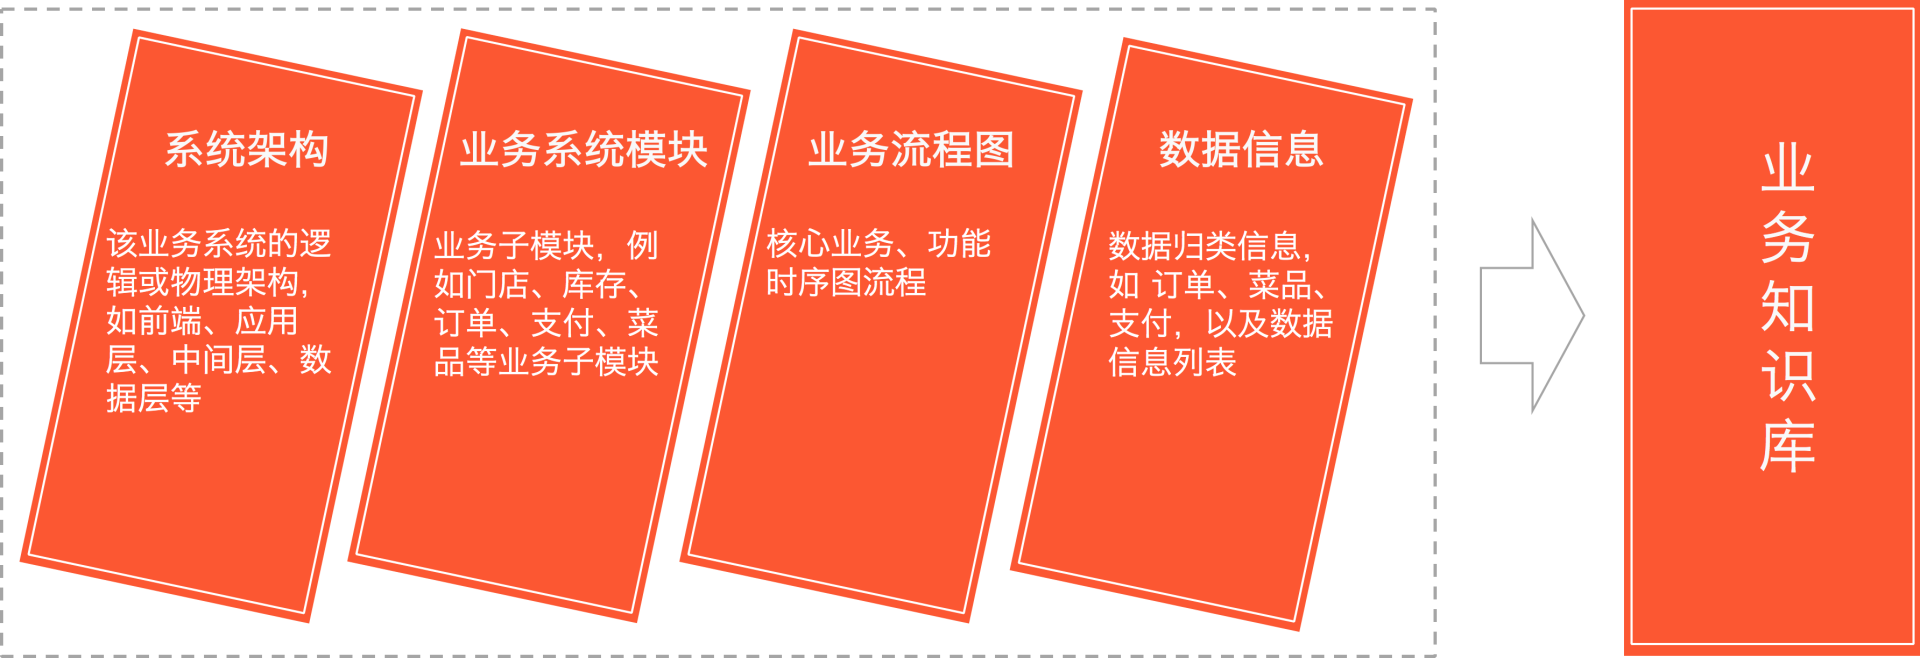 系统架构
该业务系统的逻
辑或物理架构，
如前端、应用
层、中间层、数
据层等
业务系统模块
业务子模块，例
如门店、库存、
订单、支付、菜
品等业务子模块
业务流程图
核心业务、功能
时序图流程
数据信息
数据归类信息，
如 订单、菜品、
支付，以及数据
信息列表
业
务
知
识
库